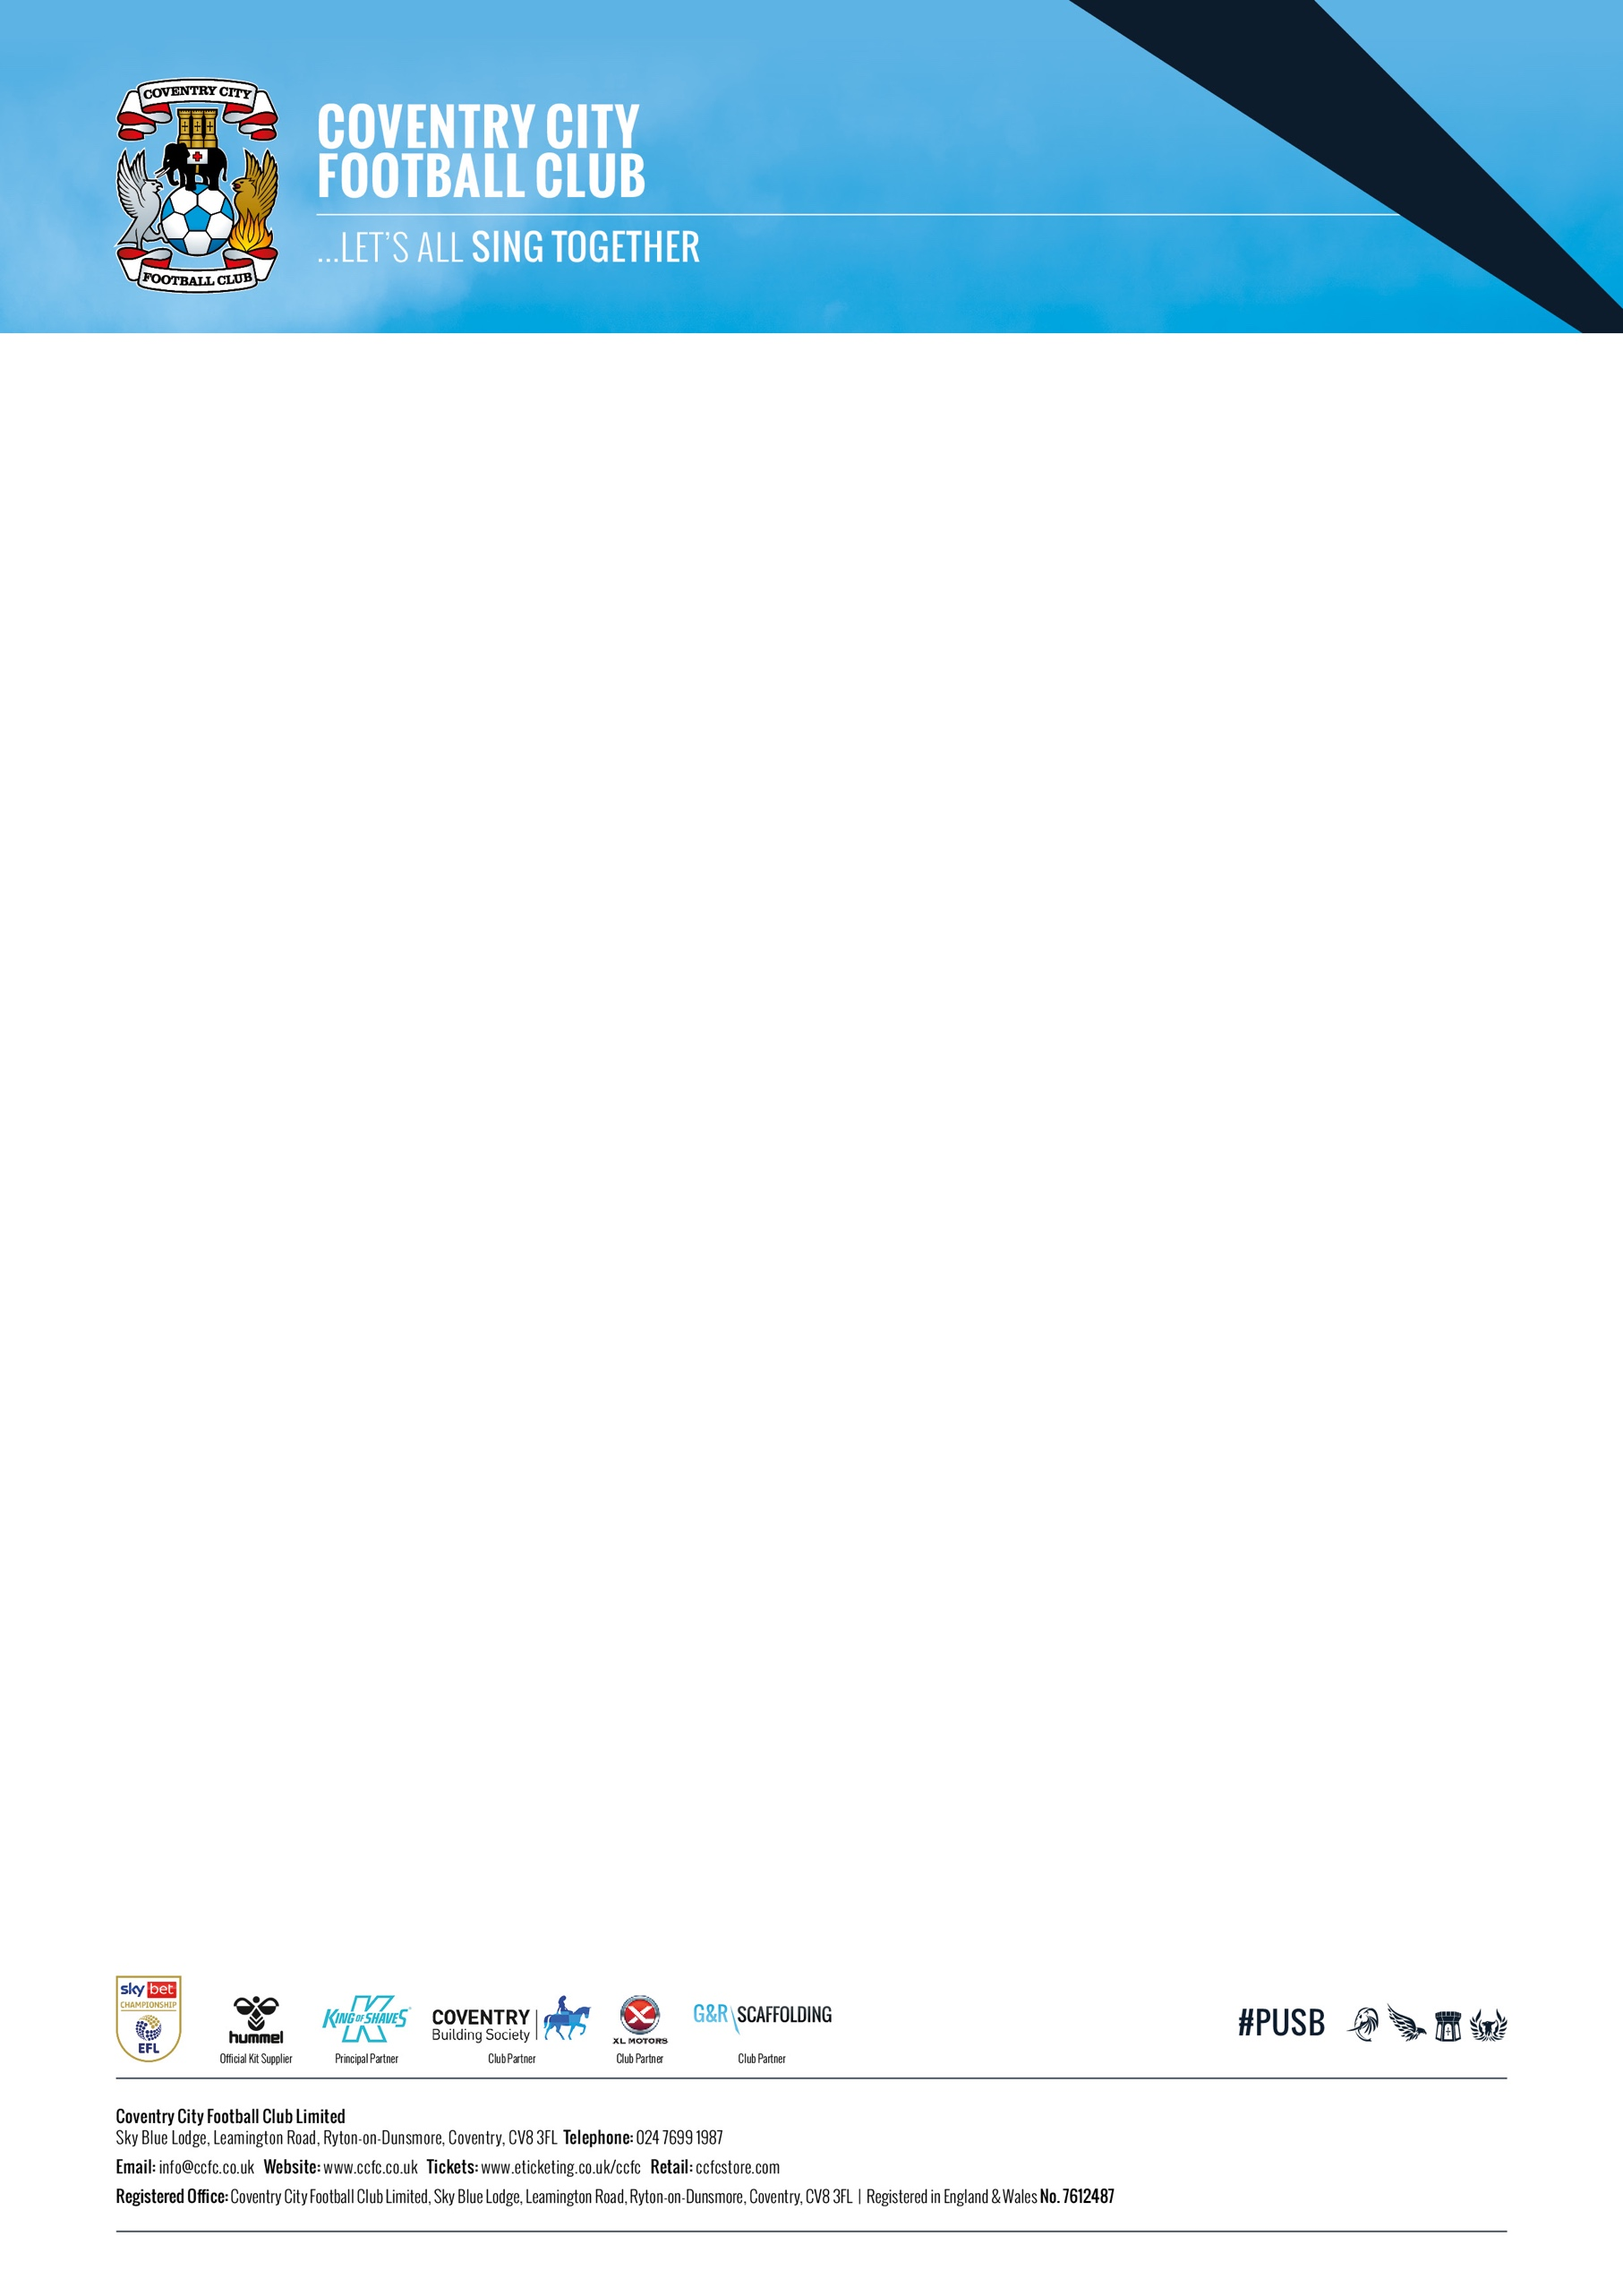 COVENTRY CITY
FOOTBALL CLUB
COVENTRY CITY
FOOTBALL CLUB
...LET'S ALL SING TOGETHER
sky bet
CHAMPIONSHIP
EFL
hummel
Official Kit Supplier
KING OF SHAVES
K
Principal Partner
COVENTRY
Building Society
Club Partner
XL MOTORS
Club Partner
G&R SCAFFOLDING
Club Partner
#PUSB
Coventry City Football Club Limited
Sky Blue Lodge, Leamington Road, Ryton-on-Dunsmore, Coventry, CV8 3FL Telephone: 024 7699 1987
Email: info@ccfc.co.uk Website: www.ccfc.co.uk Tickets: www.eticketing.co.uk/ccfc Retail: ccfcstore.com
Registered Office: Coventry City Football Club Limited, Sky Blue Lodge, Leamington Road, Ryton-on-Dunsmore, Coventry, CV8 3FL | Registered in England & Wales No. 7612487